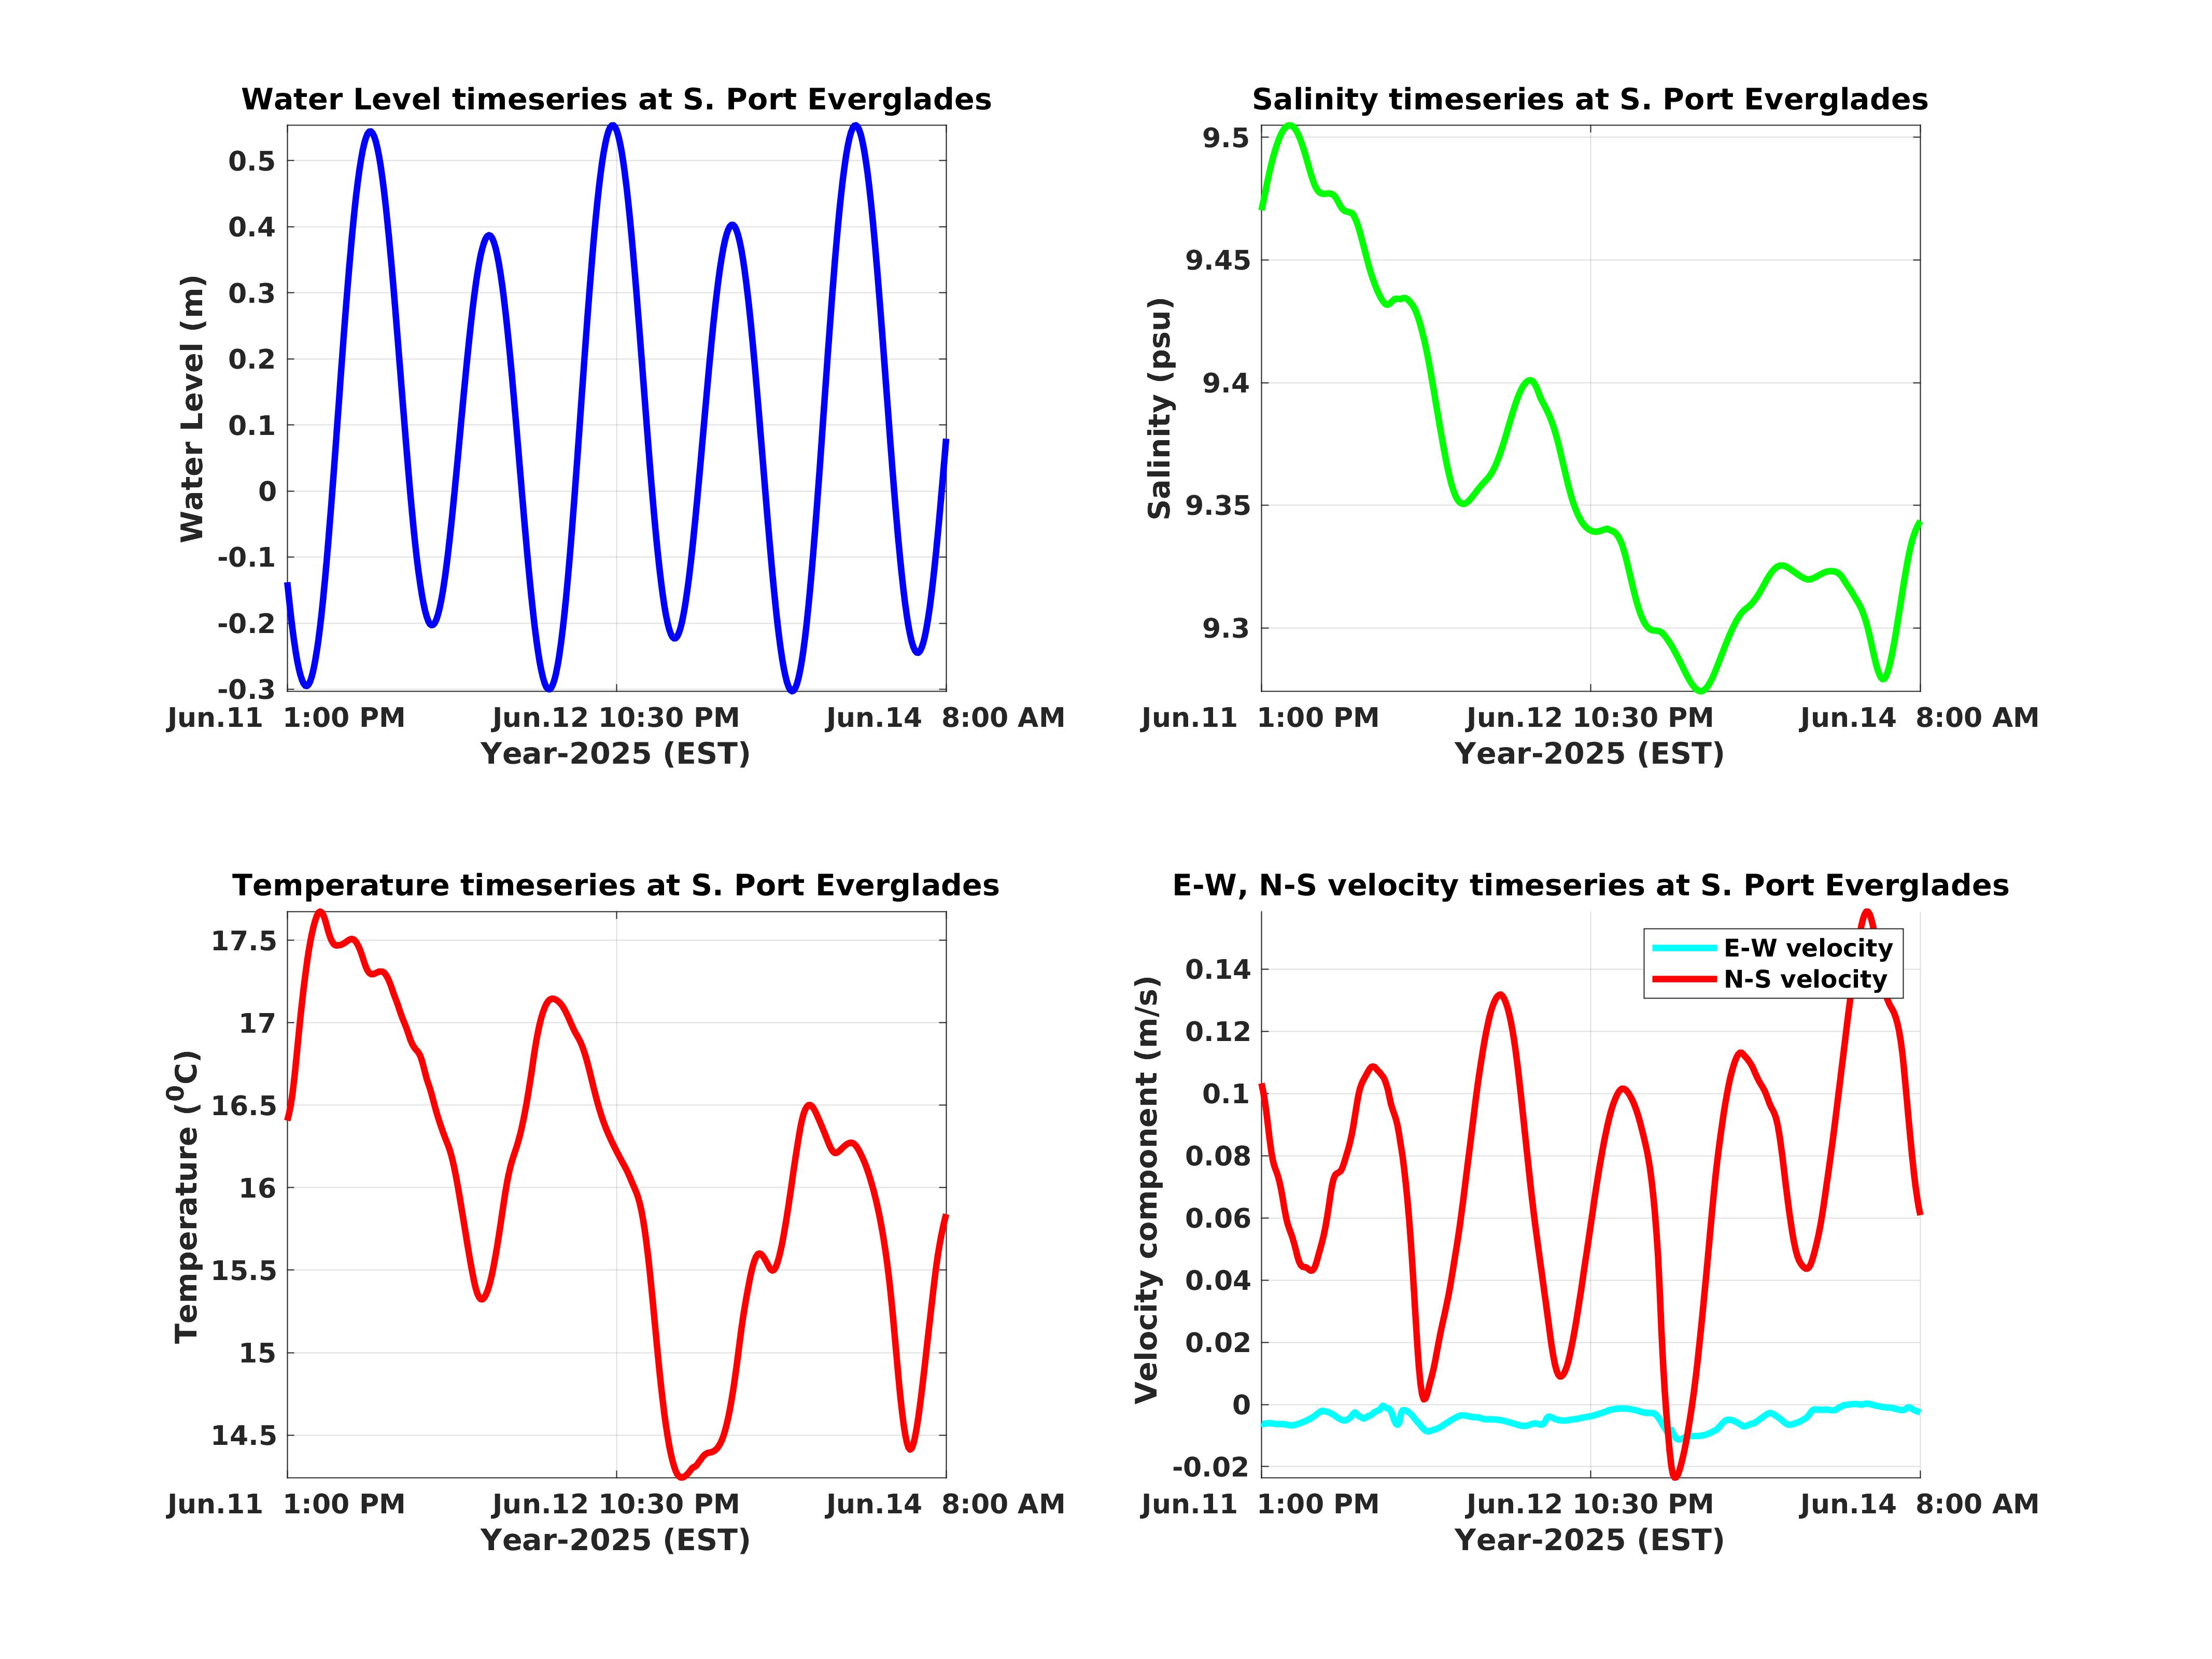 Water Level timeseries at S. Port Everglades
0.5
0.4
0.3
0.2
0.1
0
-0.1
-0.2
-0.3
Water Level (m)
Jun.11  1:00 PM
Jun.12 10:30 PM
Jun.14  8:00 AM
Year-2025 (EST)
Salinity timeseries at S. Port Everglades
9.5
9.45
9.4
9.35
9.3
Salinity (psu)
Jun.11  1:00 PM
Jun.12 10:30 PM
Jun.14  8:00 AM
Year-2025 (EST)
Temperature timeseries at S. Port Everglades
17.5
17
16.5
16
15.5
15
14.5
Temperature (⁰C)
Jun.11  1:00 PM
Jun.12 10:30 PM
Jun.14  8:00 AM
Year-2025 (EST)
E-W, N-S velocity timeseries at S. Port Everglades
E-W velocity
N-S velocity
0.14
0.12
0.1
0.08
0.06
0.04
0.02
0
-0.02
Velocity component (m/s)
Jun.11  1:00 PM
Jun.12 10:30 PM
Jun.14  8:00 AM
Year-2025 (EST)